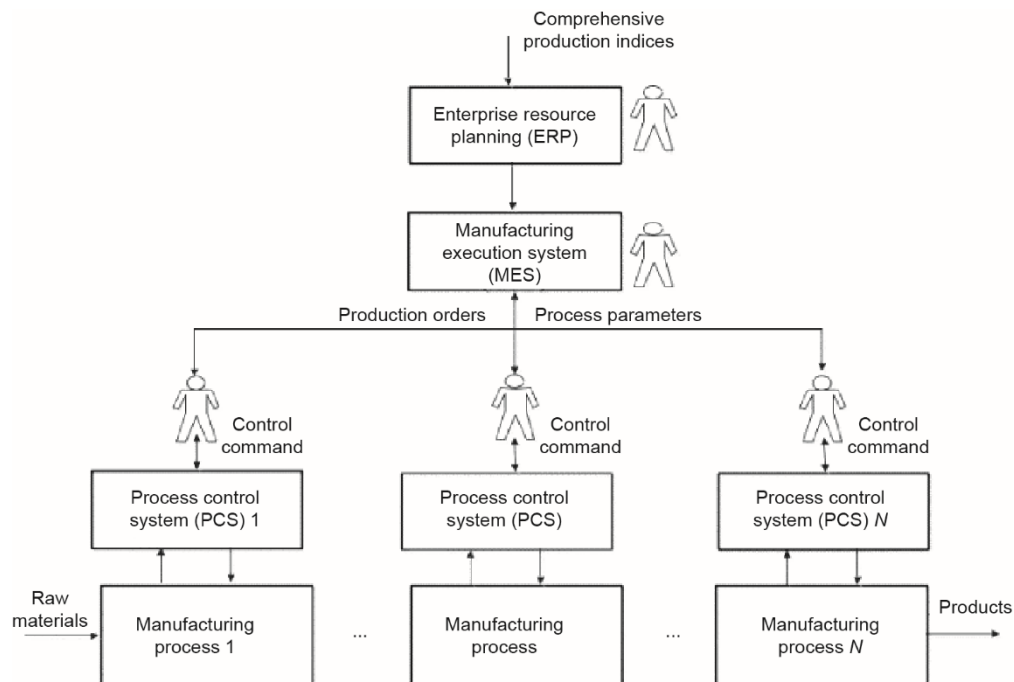 Comprehensive
production indices
Enterprise resource
planning (ERP)
Manufacturing
execution system
(MES)
Production orders
Process parameters
Control
command
Control
command
Control
command
Process control
system (PCS) 1
Process control
system (PCS)
Process control
system (PCS) N
Raw
materials
Manufacturing
process 1
...
Manufacturing
process
...
Manufacturing
process N
Products